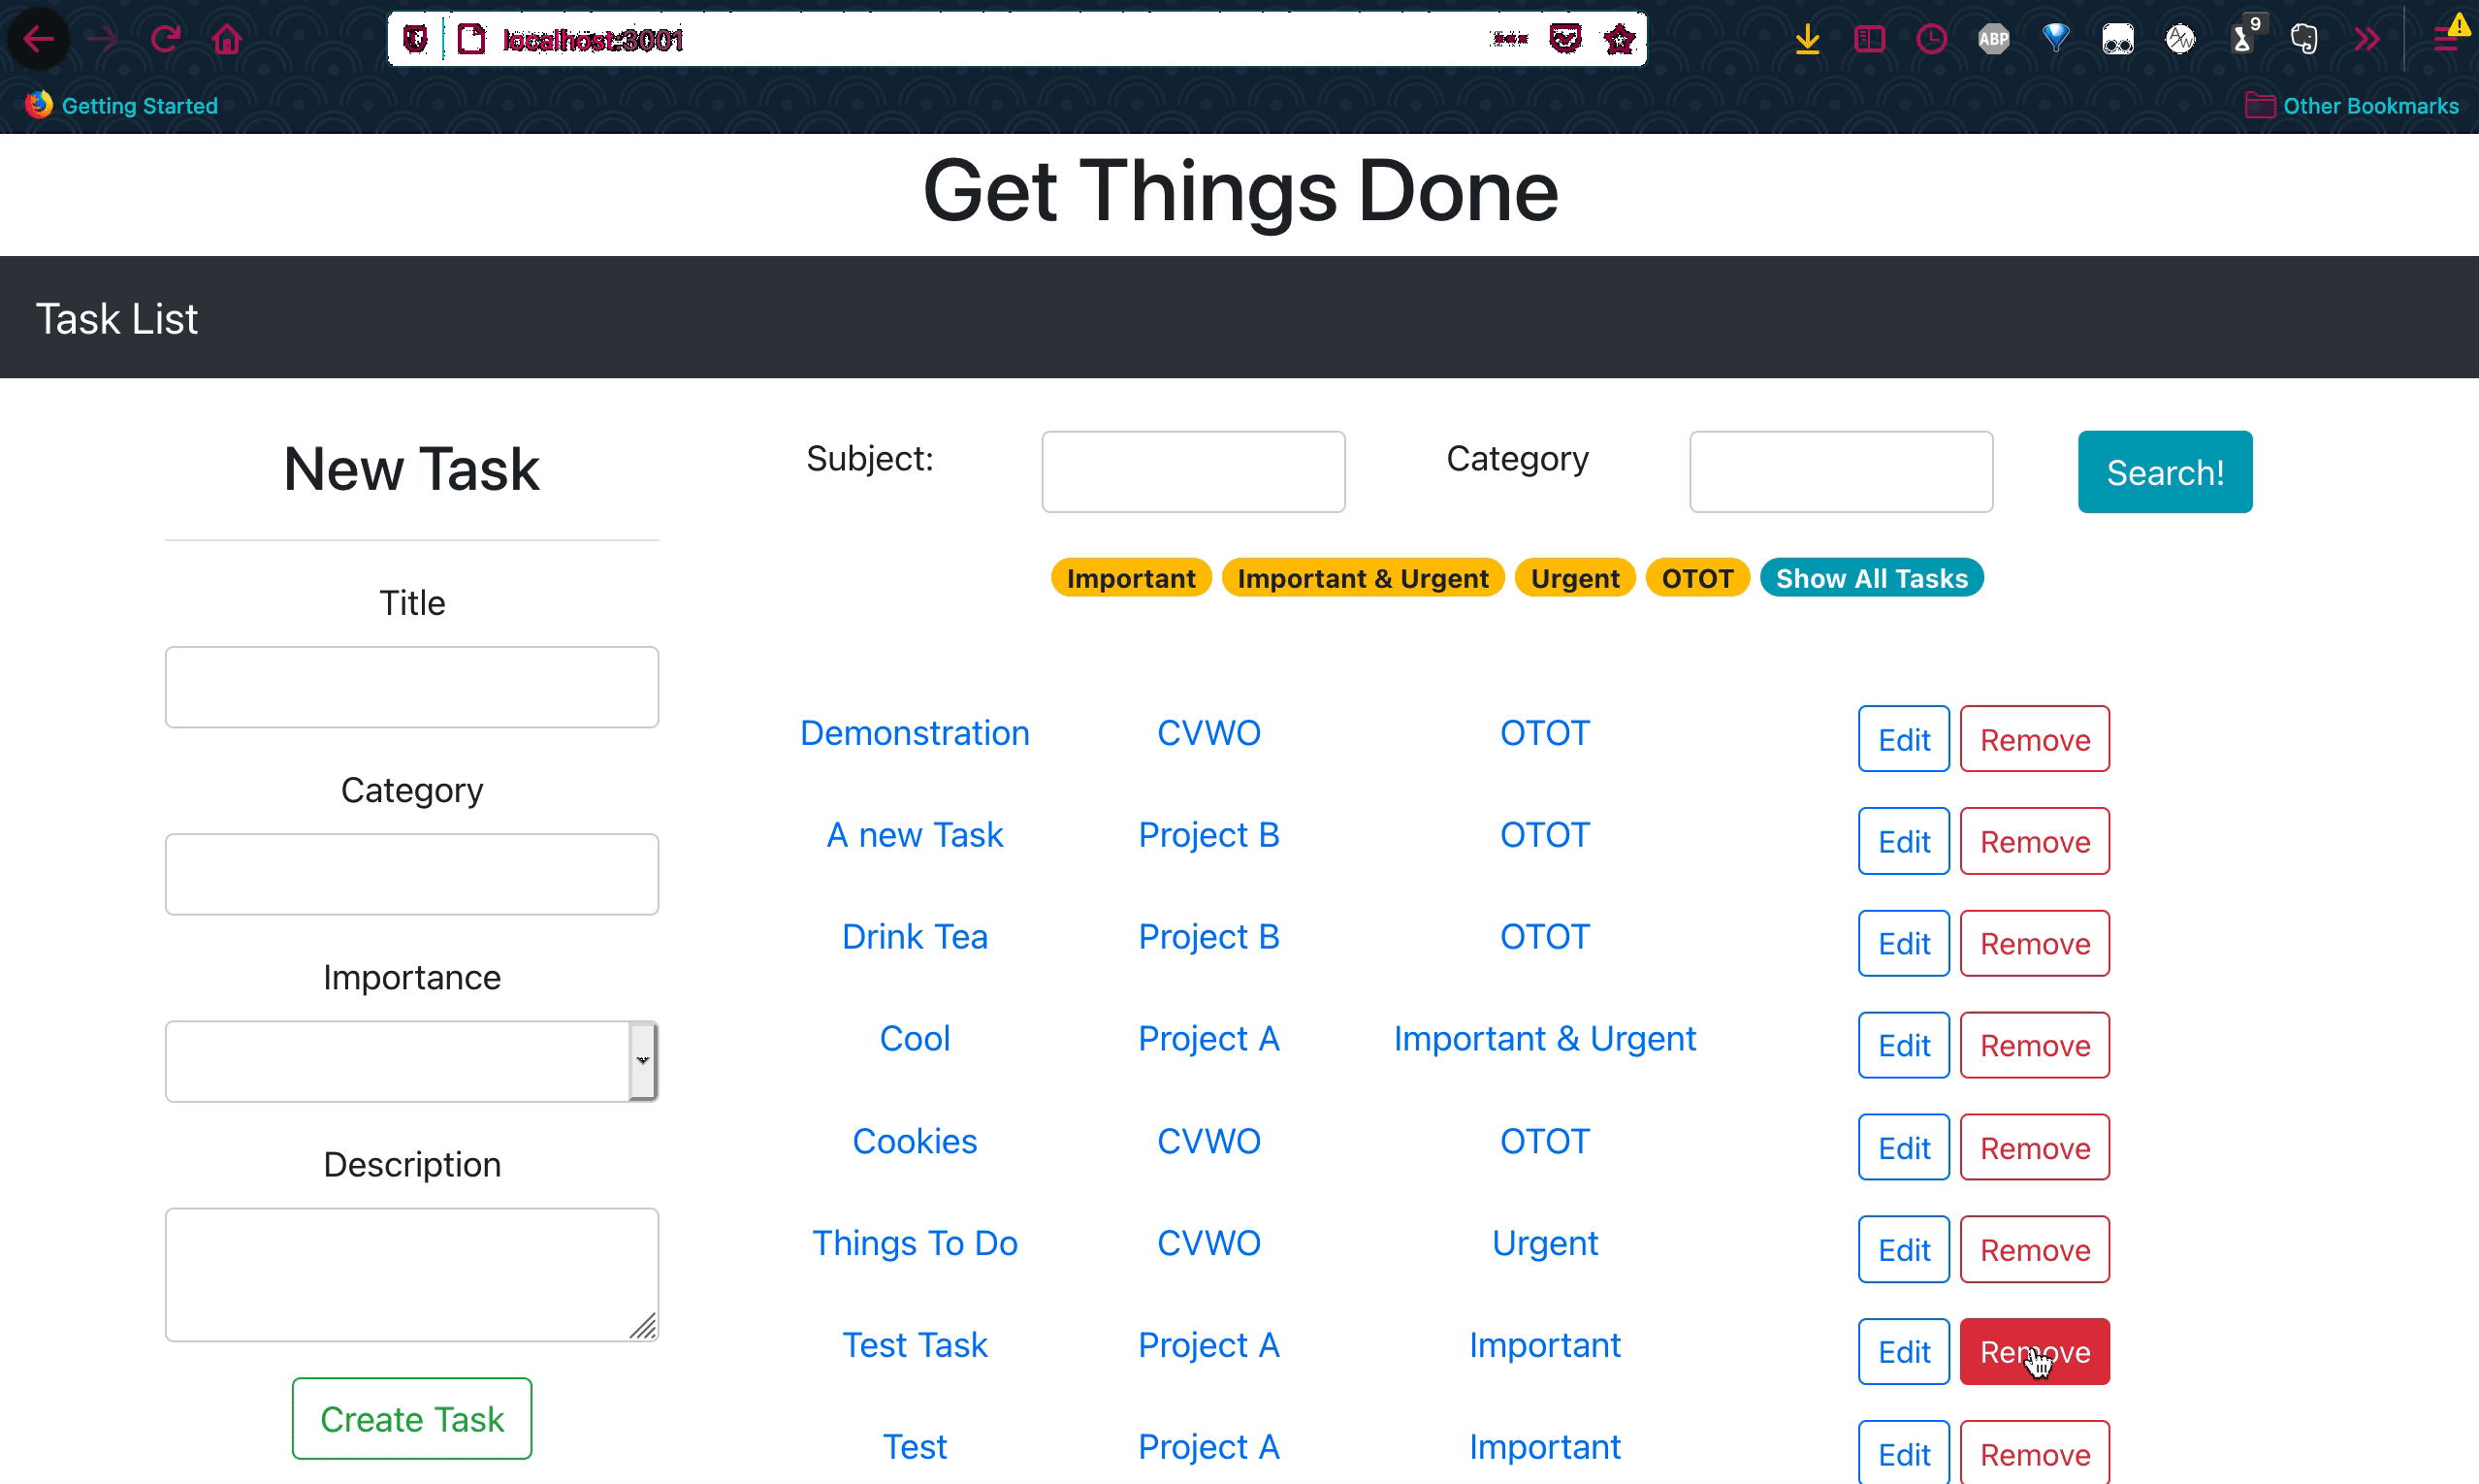 localhost:3001
ABP
9
Getting Started
Other Bookmarks
Get Things Done
Task List
New Task
Title
Category
Importance
Description
Create Task
Subject: Category Search!
Important Important & Urgent Urgent OTOT Show All Tasks
Demonstration CVWO OTOT Edit Remove
A new Task Project B OTOT Edit Remove
Drink Tea Project B OTOT Edit Remove
Cool Project A Important & Urgent Edit Remove
Cookies CVWO OTOT Edit Remove
Things To Do CVWO Urgent Edit Remove
Test Task Project A Important Edit Remove
Test Project A Important Edit Remove